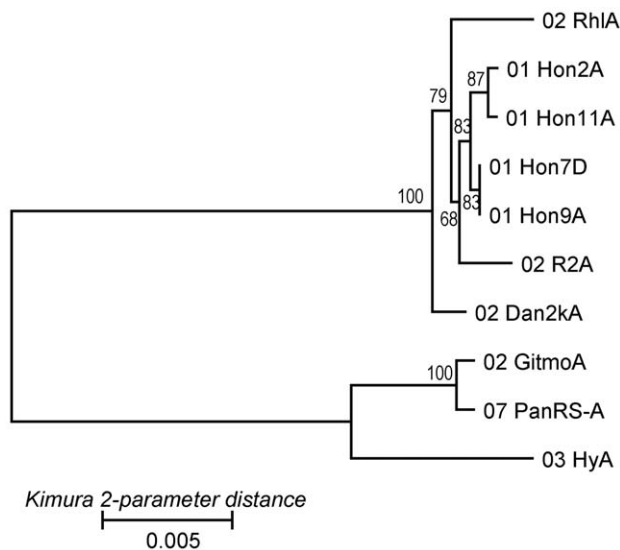 02 RhlA
87
01 Hon2A
79
01 Hon11A
83
01 Hon7D
100
83
01 Hon9A
68
02 R2A
02 Dan2kA
02 GitmoA
100
07 PanRS-A
03 HyA
Kimura 2-parameter distance
0.005